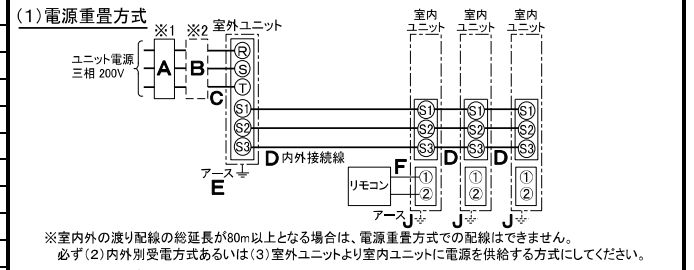 (1)電源重畳方式
※1 ※2 室外ユニット
室内ユニット 室内ユニット 室内ユニット
ユニット電源
三相 200V
A B C
R
S
T
S1 S1 S1 S1
S2 S2 S2 S2
S3 S3 S3 S3
D 内外接続線 F D D
アース
E
リモコン
① ① ①
② ② ②
アース J J J
※室内外の渡り配線の総延長が80m以上となる場合は、電源重畳方式での配線はできません。
必ず(2)内外別受電方式あるいは(3)室外ユニットより室内ユニットに電源を供給する方式にしてください。